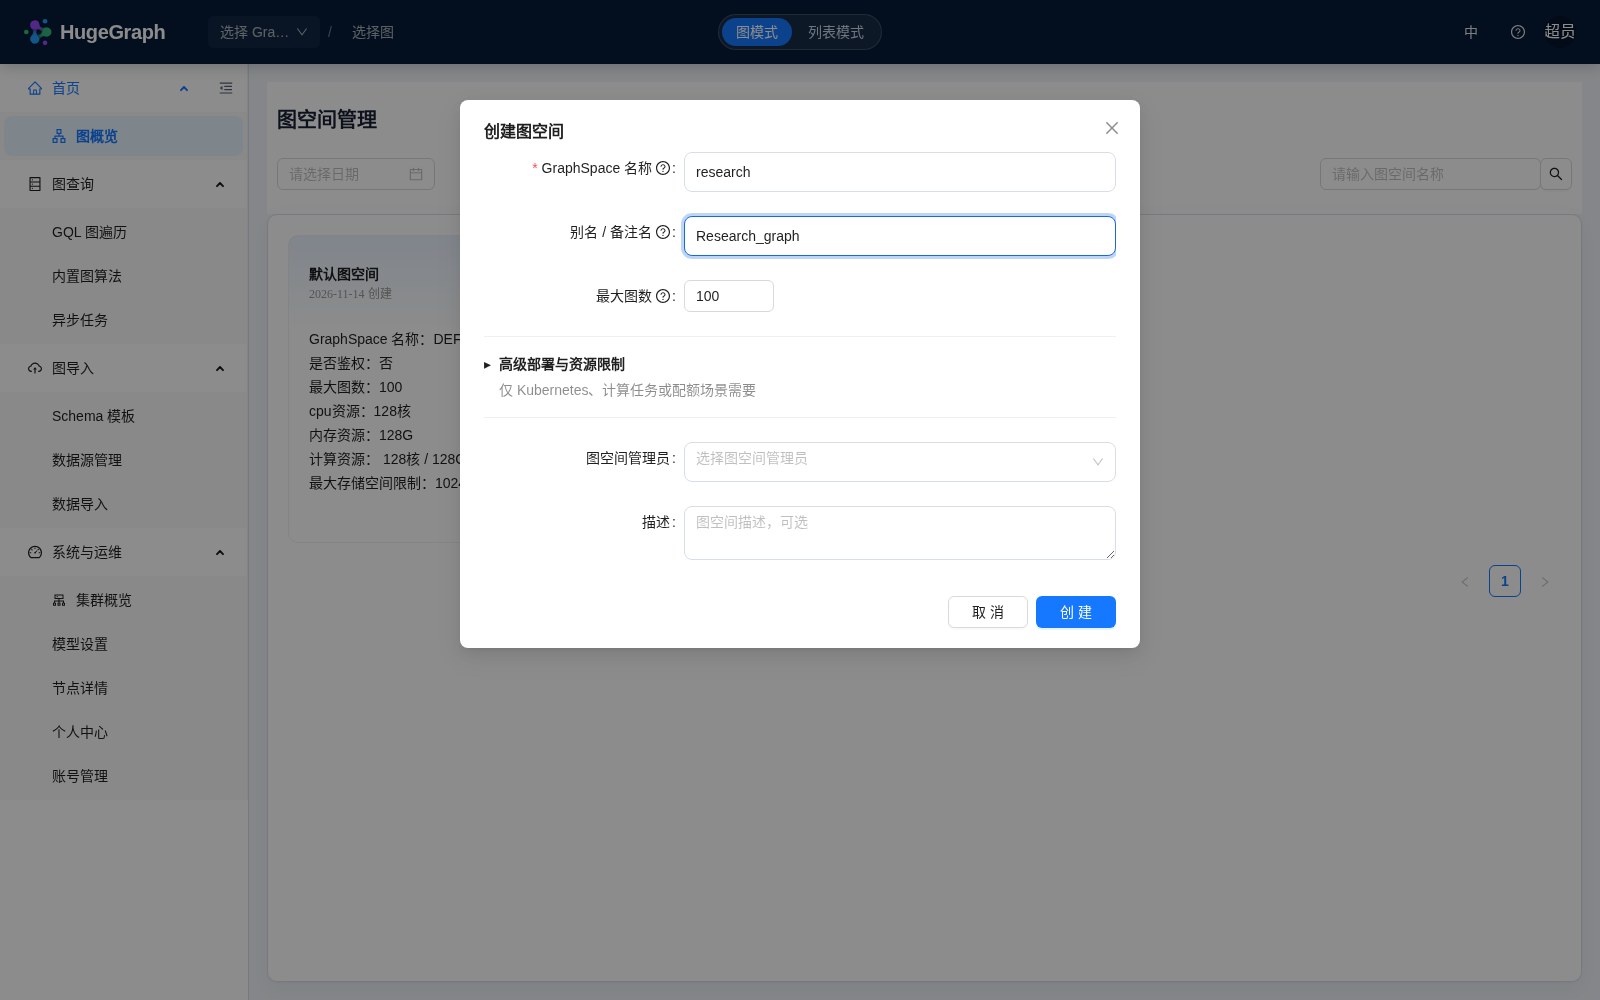 HugeGraph
选择 Gra...
/
选择图
图模式
列表模式
中
超员
首页
图概览
图查询
GQL 图遍历
内置图算法
异步任务
图导入
Schema 模板
数据源管理
数据导入
系统与运维
集群概览
模型设置
节点详情
个人中心
账号管理
图空间管理
请选择日期
请输入图空间名称
默认图空间
2026-11-14 创建
GraphSpace 名称：DEF
是否鉴权：否
最大图数：100
cpu资源：128核
内存资源：128G
计算资源： 128核 / 128G
最大存储空间限制：1024
1
创建图空间
* GraphSpace 名称 :
research
别名 / 备注名 :
Research_graph
最大图数 :
100
高级部署与资源限制
仅 Kubernetes、计算任务或配额场景需要
图空间管理员 :
选择图空间管理员
描述 :
图空间描述，可选
取 消
创 建